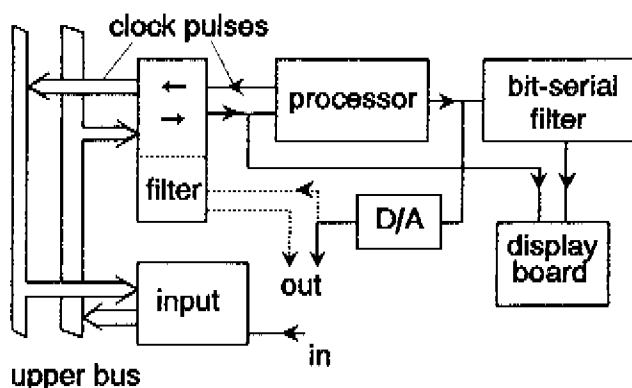 clock pulses
processor
bit-serial
filter
filter
D/A
display
board
out
input
in
upper bus